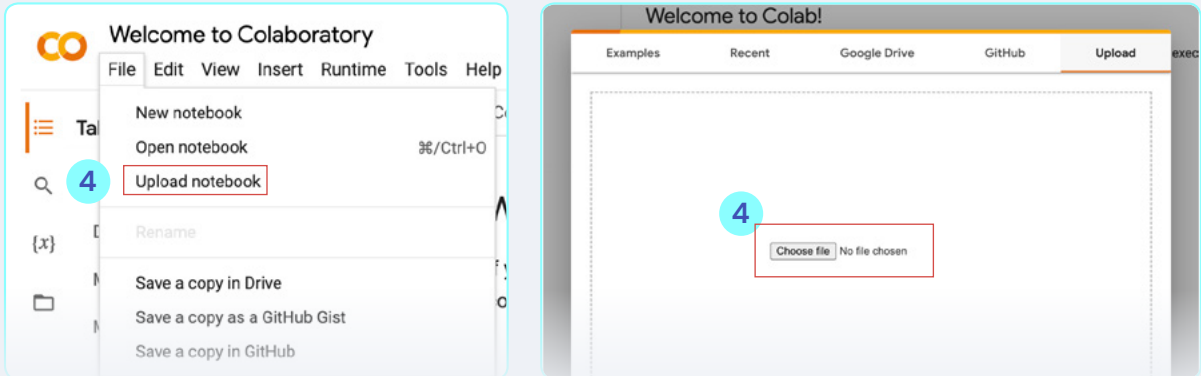 Welcome to Colaboratory
File Edit View Insert Runtime Tools Help
Ta
New notebook
Open notebook ⌘/Ctrl+O
4 Upload notebook
Rename
{x}
Save a copy in Drive
Save a copy as a GitHub Gist
Save a copy in GitHub
Welcome to Colab!
Examples Recent Google Drive GitHub Upload exec
4
Choose file No file chosen